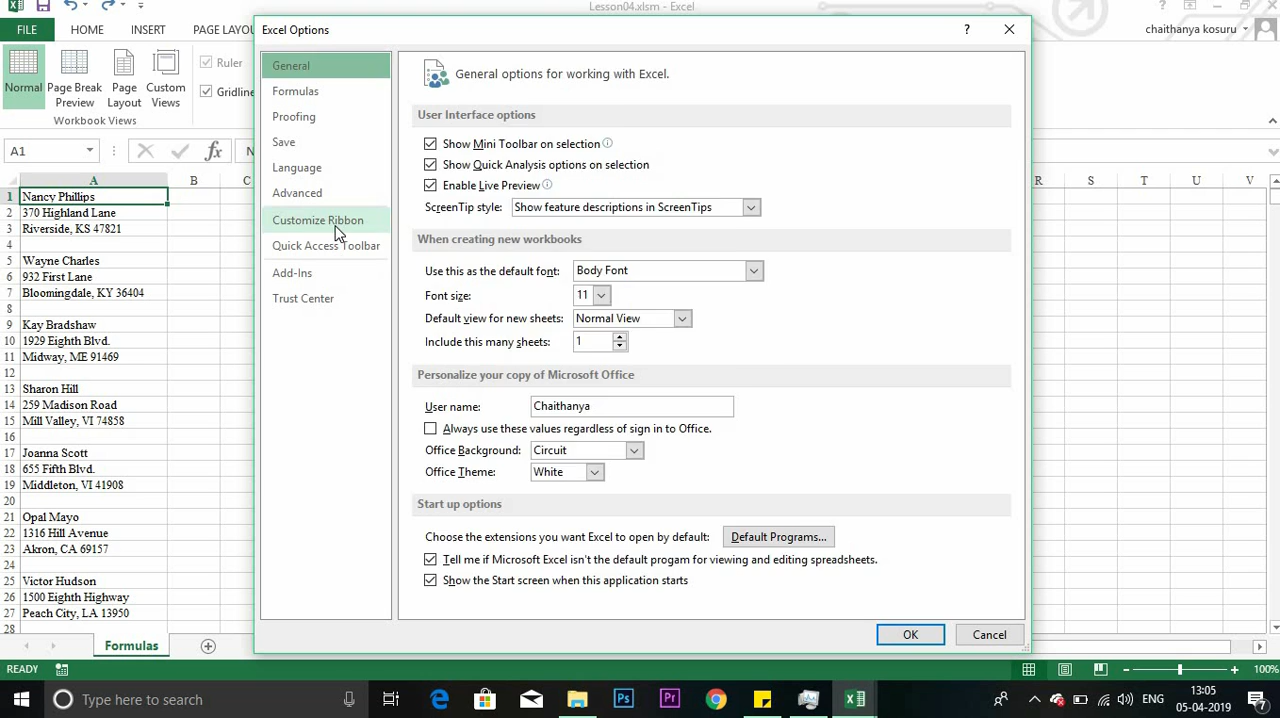 Lesson04.xlsm - Excel
FILE HOME INSERT PAGE LAYOU
chaithanya kosuru
Normal Page Break Preview Page Layout Custom Views
Ruler
Gridline
Workbook Views
A1
fx
Excel Options
?
General
Formulas
Proofing
Save
Language
Advanced
Customize Ribbon
Quick Access Toolbar
Add-Ins
Trust Center
General options for working with Excel.
User Interface options
Show Mini Toolbar on selection
Show Quick Analysis options on selection
Enable Live Preview
ScreenTip style: Show feature descriptions in ScreenTips
When creating new workbooks
Use this as the default font: Body Font
Font size: 11
Default view for new sheets: Normal View
Include this many sheets: 1
Personalize your copy of Microsoft Office
User name: Chaithanya
Always use these values regardless of sign in to Office.
Office Background: Circuit
Office Theme: White
Start up options
Choose the extensions you want Excel to open by default: Default Programs...
Tell me if Microsoft Excel isn't the default progam for viewing and editing spreadsheets.
Show the Start screen when this application starts
OK Cancel
A B C R S T U V
1 Nancy Phillips
2 370 Highland Lane
3 Riverside, KS 47821
4
5 Wayne Charles
6 932 First Lane
7 Bloomingdale, KY 36404
8
9 Kay Bradshaw
10 1929 Eighth Blvd.
11 Midway, ME 91469
12
13 Sharon Hill
14 259 Madison Road
15 Mill Valley, VI 74858
16
17 Joanna Scott
18 655 Fifth Blvd.
19 Middleton, VI 41908
20
21 Opal Mayo
22 1316 Hill Avenue
23 Akron, CA 69157
24
25 Victor Hudson
26 1500 Eighth Highway
27 Peach City, LA 13950
28
Formulas
READY
100%
Type here to search
Ps
Pr
ENG
13:05
05-04-2019
7